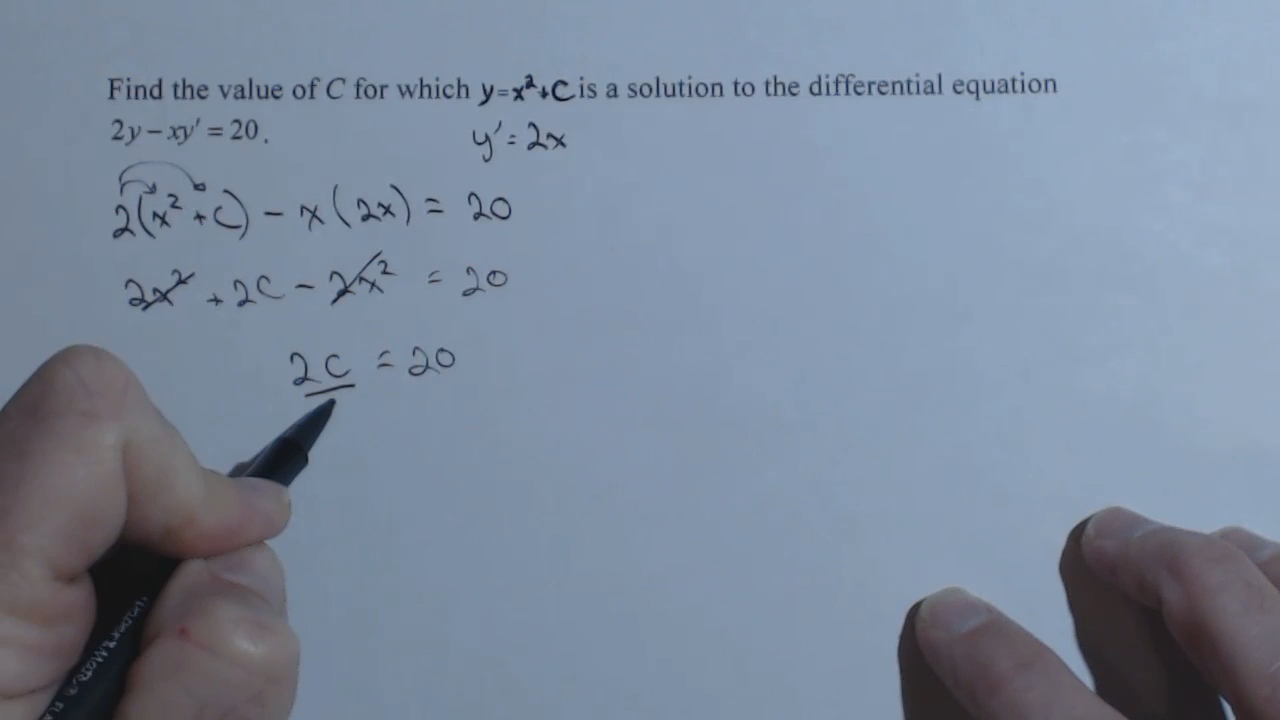 Find the value of C for which y=x²+C is a solution to the differential equation
2y – xy′ = 20.
y′ = 2x
2(x² + C) – x(2x) = 20
2x² + 2C – 2x² = 20
2C = 20